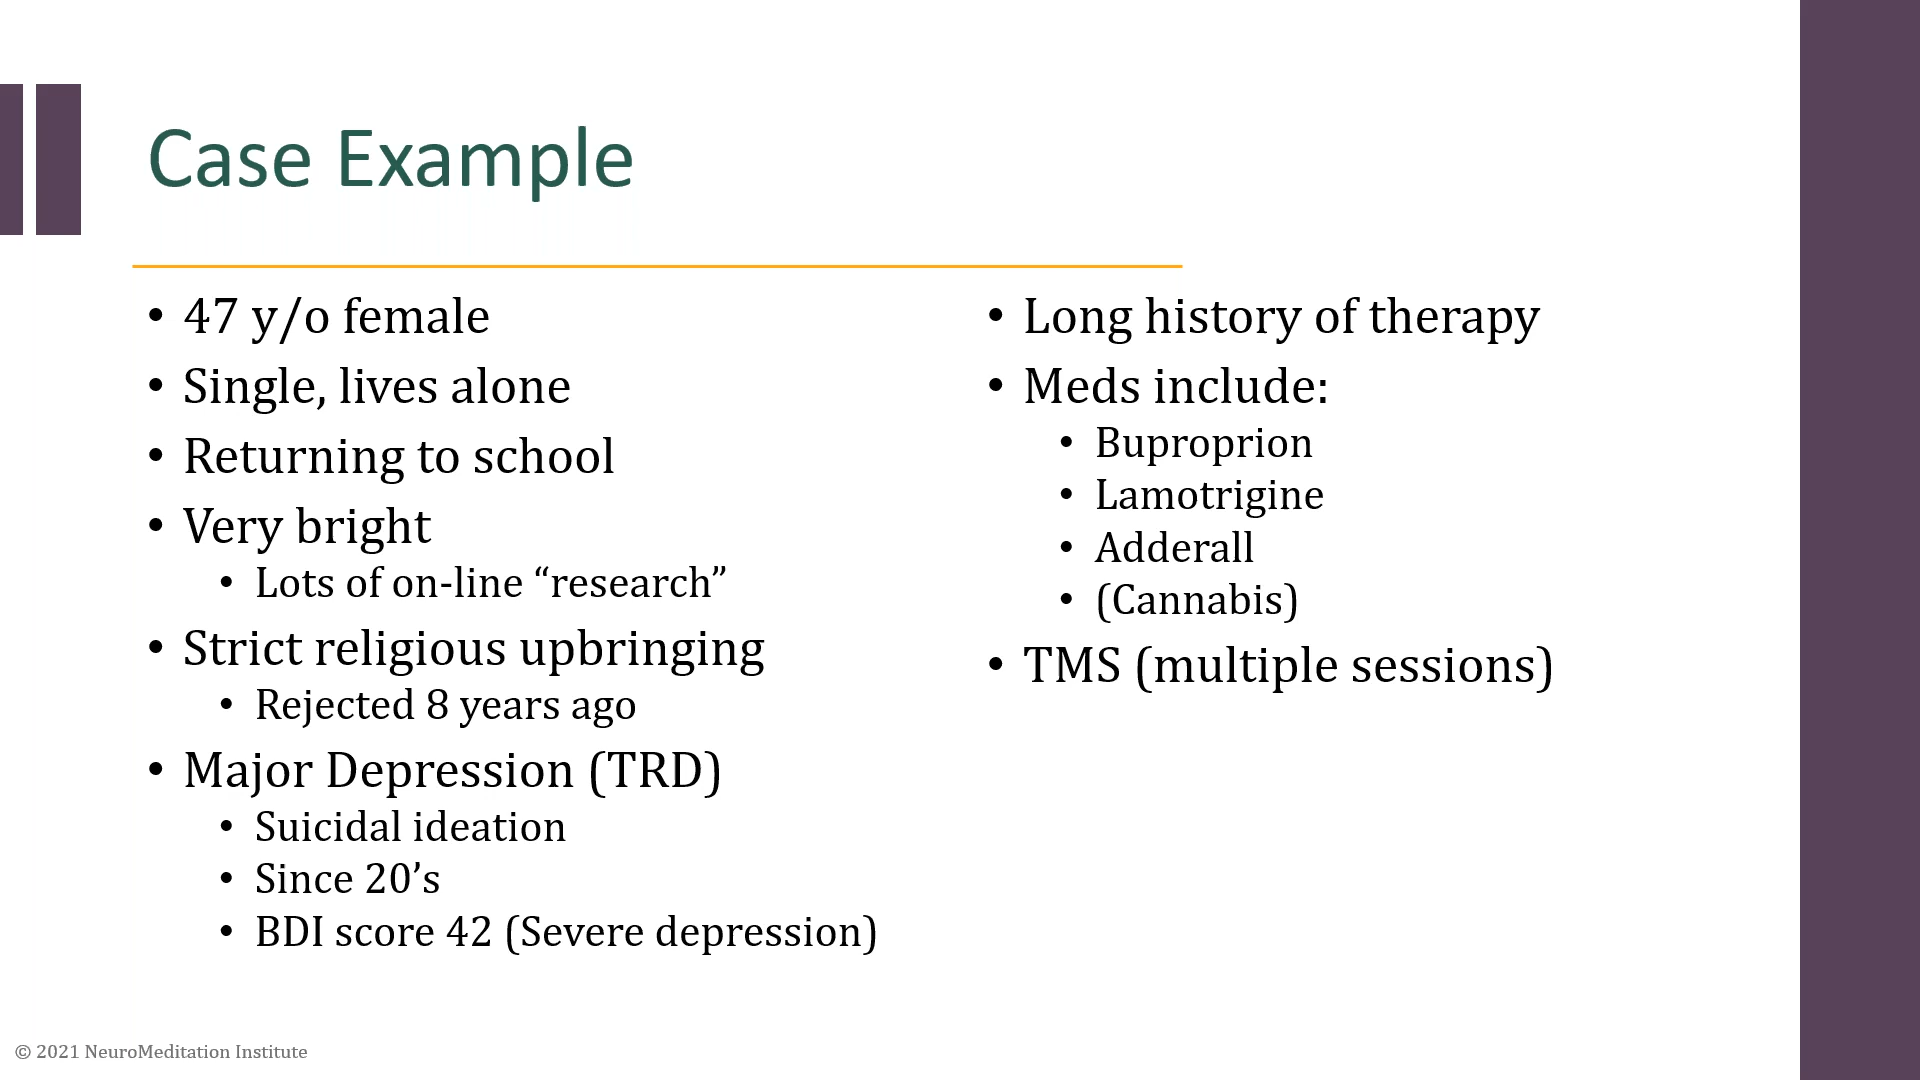 Case Example
• 47 y/o female
• Single, lives alone
• Returning to school
• Very bright
• Lots of on-line “research”
• Strict religious upbringing
• Rejected 8 years ago
• Major Depression (TRD)
• Suicidal ideation
• Since 20’s
• BDI score 42 (Severe depression)
• Long history of therapy
• Meds include:
• Buproprion
• Lamotrigine
• Adderall
• (Cannabis)
• TMS (multiple sessions)
© 2021 NeuroMeditation Institute